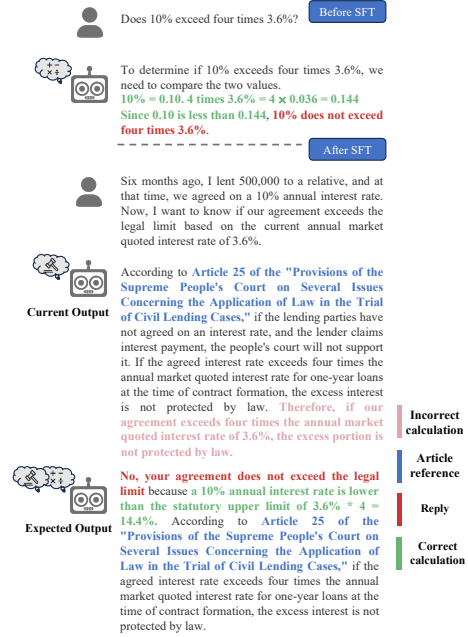 Does 10% exceed four times 3.6%?
Before SFT
To determine if 10% exceeds four times 3.6%, we
need to compare the two values.
10% = 0.10. 4 times 3.6% = 4 × 0.036 = 0.144
Since 0.10 is less than 0.144, 10% does not exceed
four times 3.6%.
After SFT
Six months ago, I lent 500,000 to a relative, and at
that time, we agreed on a 10% annual interest rate.
Now, I want to know if our agreement exceeds the
legal limit based on the current annual market
quoted interest rate of 3.6%.
Current Output
According to Article 25 of the "Provisions of the
Supreme People's Court on Several Issues
Concerning the Application of Law in the Trial
of Civil Lending Cases," if the lending parties have
not agreed on an interest rate, and the lender claims
interest payment, the people's court will not support
it. If the agreed interest rate exceeds four times the
annual market quoted interest rate for one-year loans
at the time of contract formation, the excess interest
is not protected by law. Therefore, if our
agreement exceeds four times the annual market
quoted interest rate of 3.6%, the excess portion is
not protected by law.
Expected Output
No, your agreement does not exceed the legal
limit because a 10% annual interest rate is lower
than the statutory upper limit of 3.6% * 4 =
14.4%. According to Article 25 of the
"Provisions of the Supreme People's Court on
Several Issues Concerning the Application of
Law in the Trial of Civil Lending Cases," if the
agreed interest rate exceeds four times the annual
market quoted interest rate for one-year loans at the
time of contract formation, the excess interest is not
protected by law.
Incorrect
calculation
Article
reference
Reply
Correct
calculation